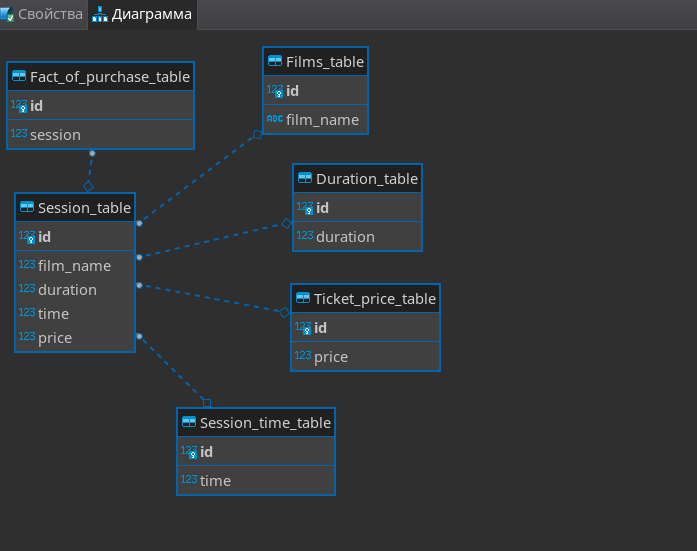 Свойства
Диаграмма
Fact_of_purchase_table
123 id
123 session
Films_table
123 id
ABC film_name
Duration_table
123 id
123 duration
Session_table
123 id
123 film_name
123 duration
123 time
123 price
Ticket_price_table
123 id
123 price
Session_time_table
123 id
123 time